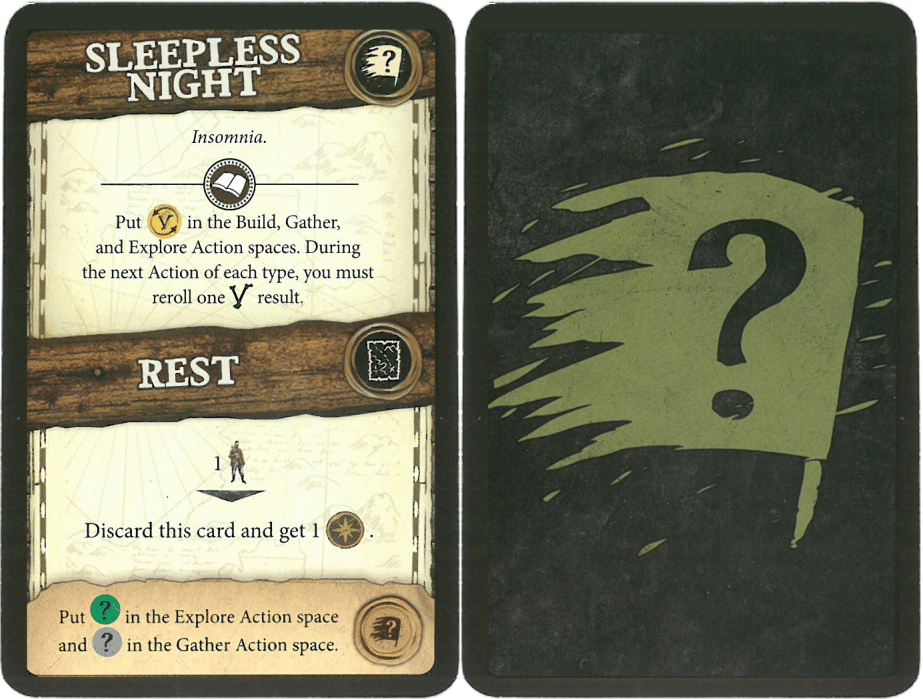 SLEEPLESS
NIGHT
?
Insomnia.
Put in the Build, Gather,
and Explore Action spaces. During
the next Action of each type, you must
reroll one result.
REST
1
Discard this card and get 1 .
Put ? in the Explore Action space
and ? in the Gather Action space.
?
?